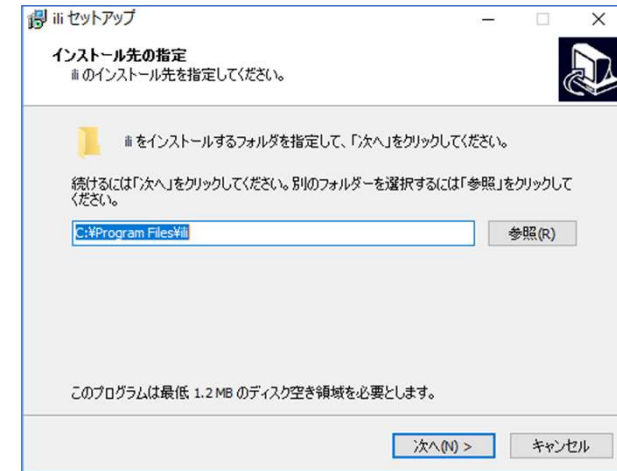 ili セットアップ
インストール先の指定
ili のインストール先を指定してください。
ili をインストールするフォルダを指定して、「次へ」をクリックしてください。
続けるには「次へ」をクリックしてください。別のフォルダーを選択するには「参照」をクリックして
ください。
C:¥Program Files¥ili
参照(R)
このプログラムは最低 1.2 MB のディスク空き領域を必要とします。
次へ(N) >
キャンセル